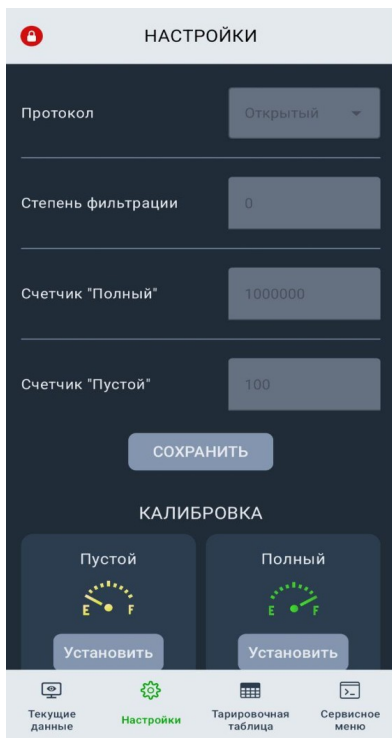 НАСТРОЙКИ
Протокол
Открытый
Степень фильтрации
0
Счетчик "Полный"
1000000
Счетчик "Пустой"
100
СОХРАНИТЬ
КАЛИБРОВКА
Пустой
Полный
E F
E F
Установить
Установить
Текущие
данные
Настройки
Тарировочная
таблица
Сервисное
меню